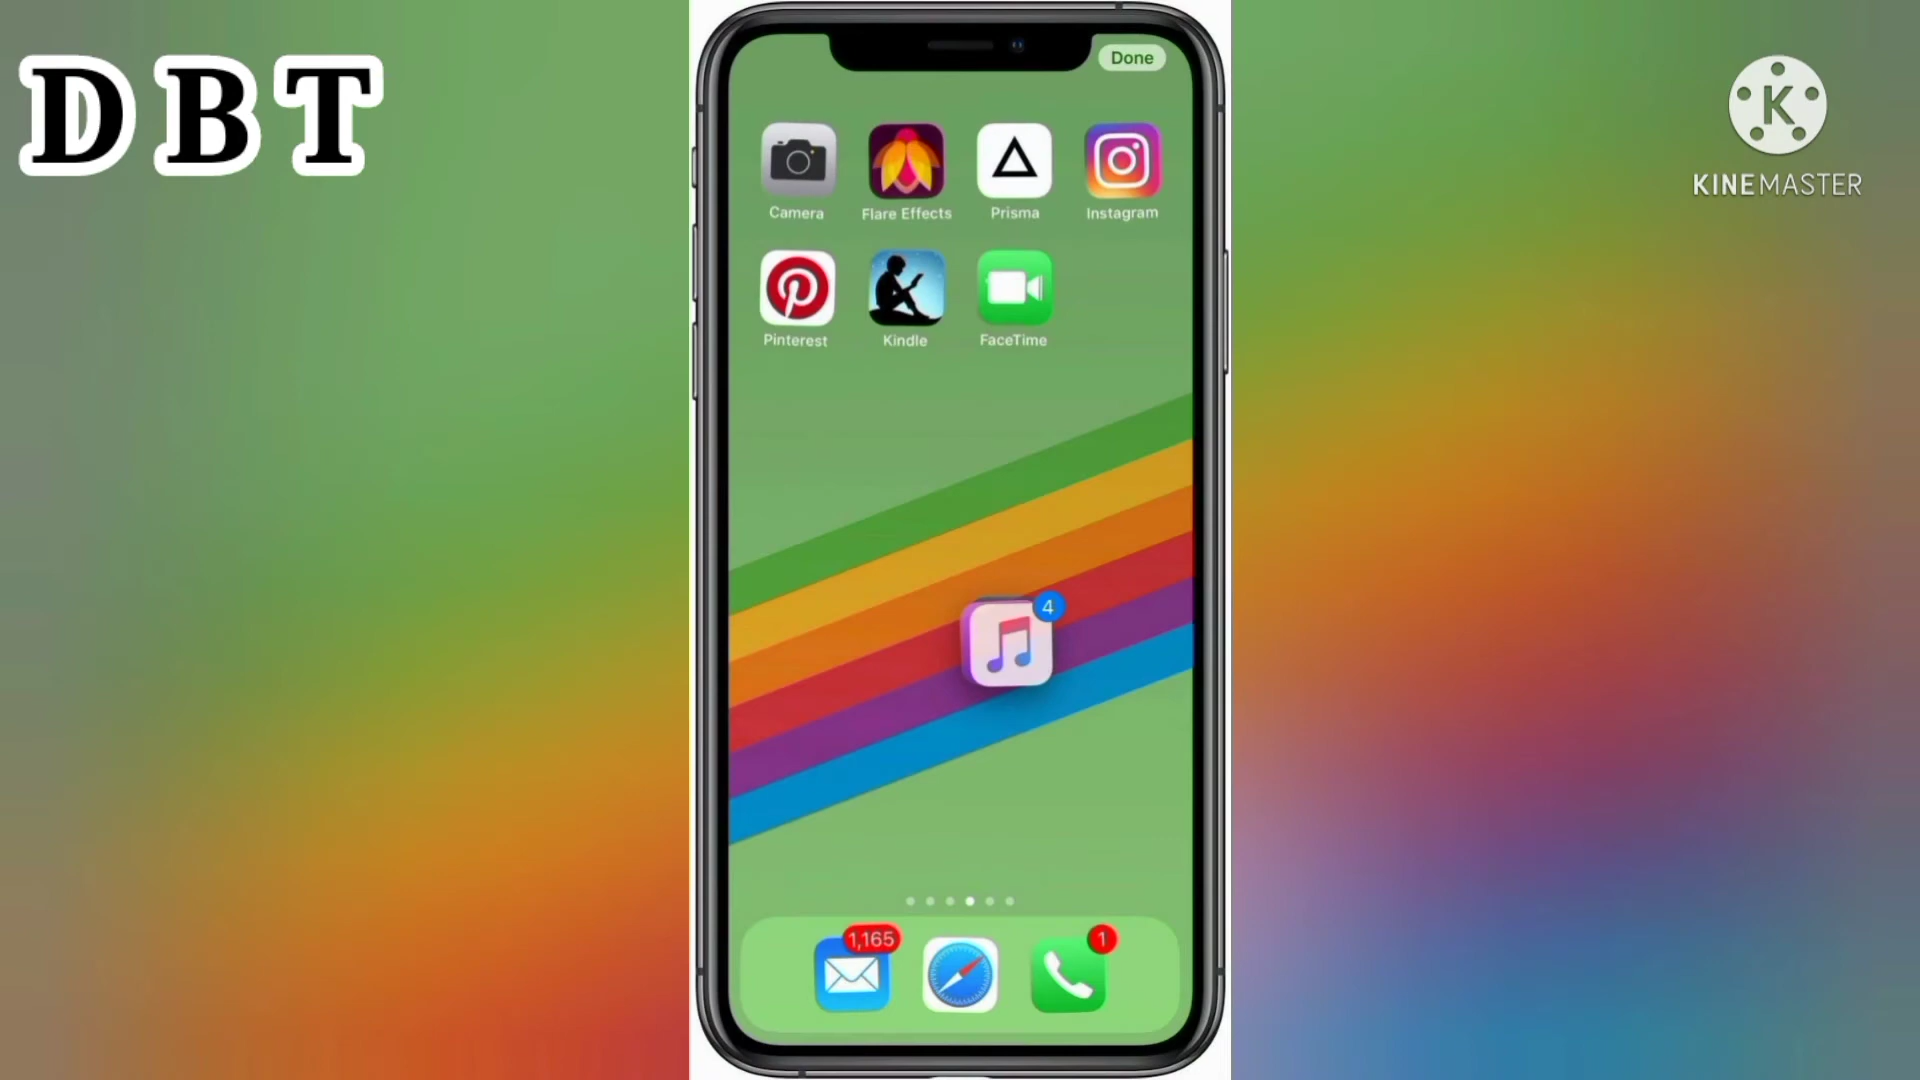 DBT
Done
K
KINEMASTER
Camera
Flare Effects
Prisma
Instagram
Pinterest
Kindle
FaceTime
4
1,165
1